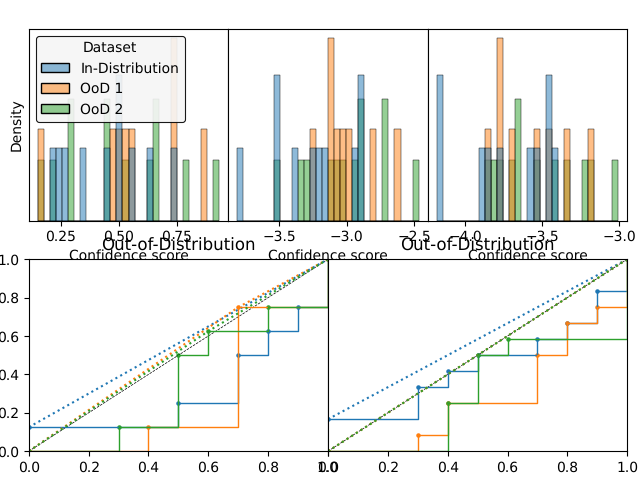 Dataset
In-Distribution
OoD 1
OoD 2
Density
0.25 0.50 0.75 −3.5 −3.0 −2.5 −4.0 −3.5 −3.0
Out-of-Distribution Out-of-Distribution
Confidence score Confidence score Confidence score
1.0
0.8
0.6
0.4
0.2
0.0
0.0 0.2 0.4 0.6 0.8 1.0 0.0 0.2 0.4 0.6 0.8 1.0